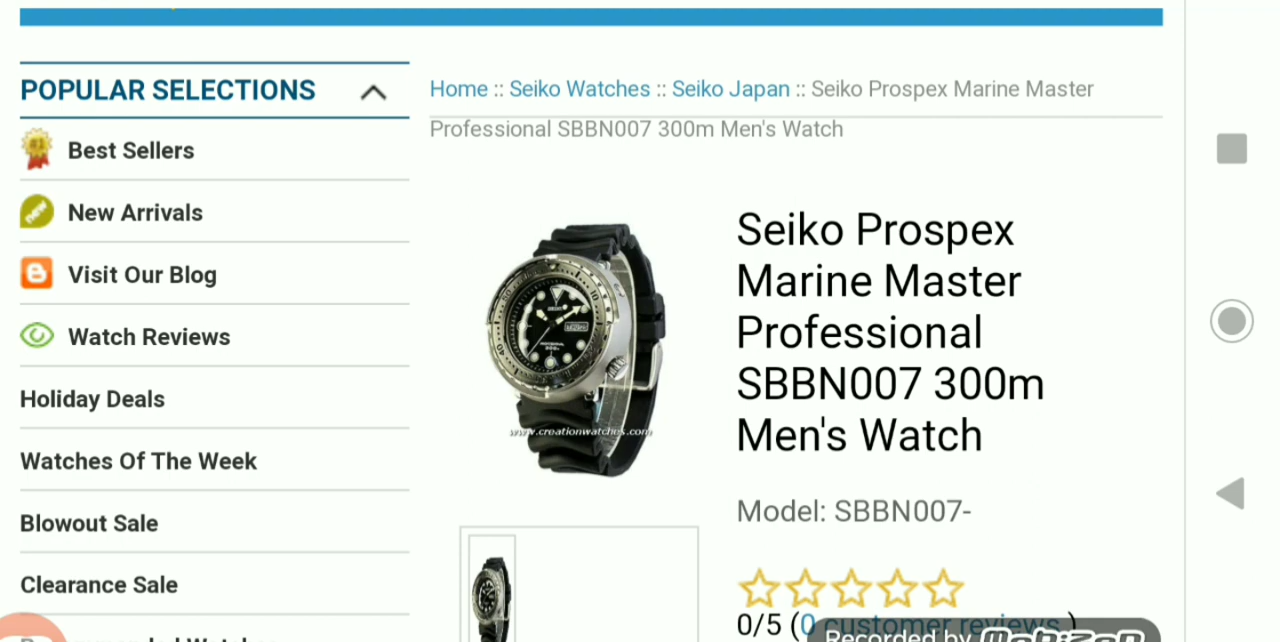 POPULAR SELECTIONS
Best Sellers
New Arrivals
Visit Our Blog
Watch Reviews
Holiday Deals
Watches Of The Week
Blowout Sale
Clearance Sale
Home :: Seiko Watches :: Seiko Japan :: Seiko Prospex Marine Master
Professional SBBN007 300m Men's Watch
www.creationwatches.com
Seiko Prospex
Marine Master
Professional
SBBN007 300m
Men's Watch
Model: SBBN007-
0/5 (0 customer reviews )
Recorded by MOBIZEN